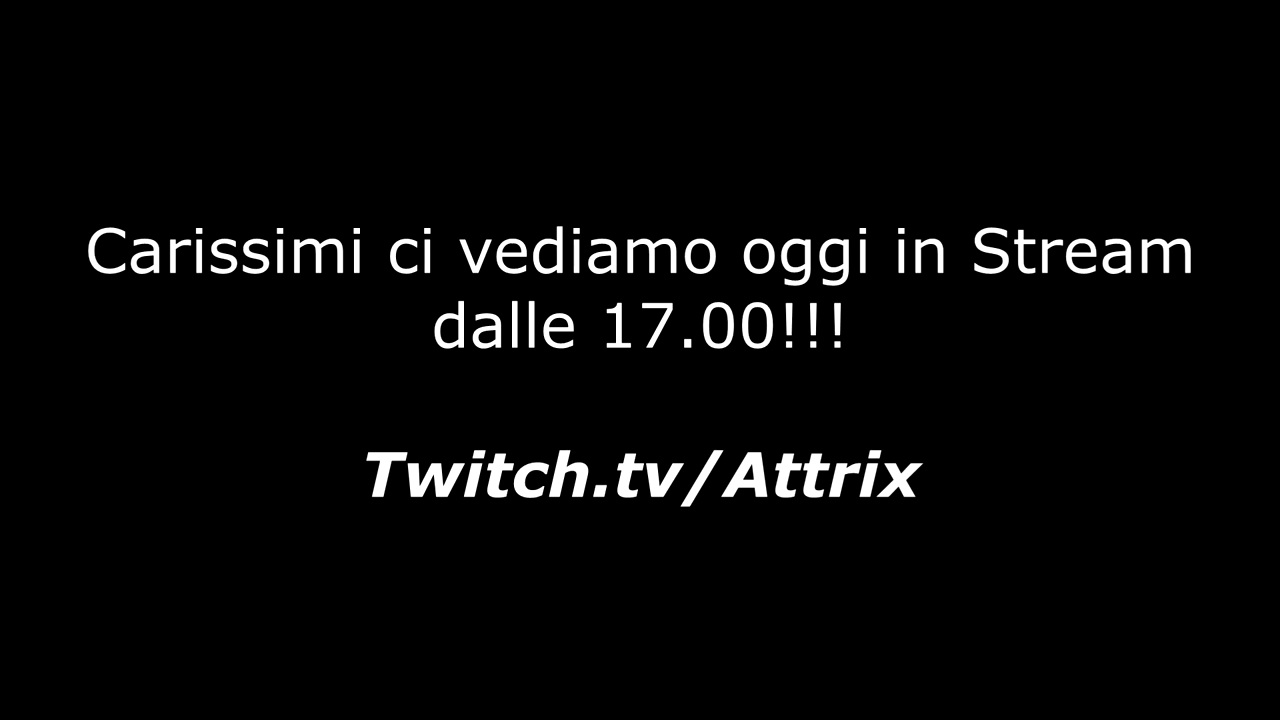 Carissimi ci vediamo oggi in Stream
dalle 17.00!!!
Twitch.tv/Attrix